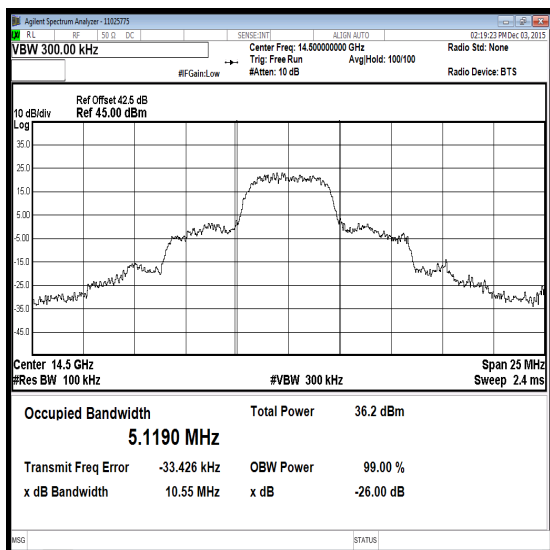 Agilent Spectrum Analyzer - 11025775
RL RF 50 Ω DC SENSE:INT ALIGN AUTO 02:19:23 PM Dec 03, 2015
VBW 300.00 kHz Center Freq: 14.500000000 GHz Radio Std: None
Trig: Free Run Avg|Hold: 100/100
#IFGain:Low #Atten: 10 dB Radio Device: BTS
Ref Offset 42.5 dB
10 dB/div Ref 45.00 dBm
Log
35.0
25.0
15.0
5.00
-5.00
-15.0
-25.0
-35.0
-45.0
Center 14.5 GHz Span 25 MHz
#Res BW 100 kHz #VBW 300 kHz Sweep 2.4 ms
Occupied Bandwidth Total Power 36.2 dBm
5.1190 MHz
Transmit Freq Error -33.426 kHz OBW Power 99.00 %
x dB Bandwidth 10.55 MHz x dB -26.00 dB
MSG STATUS